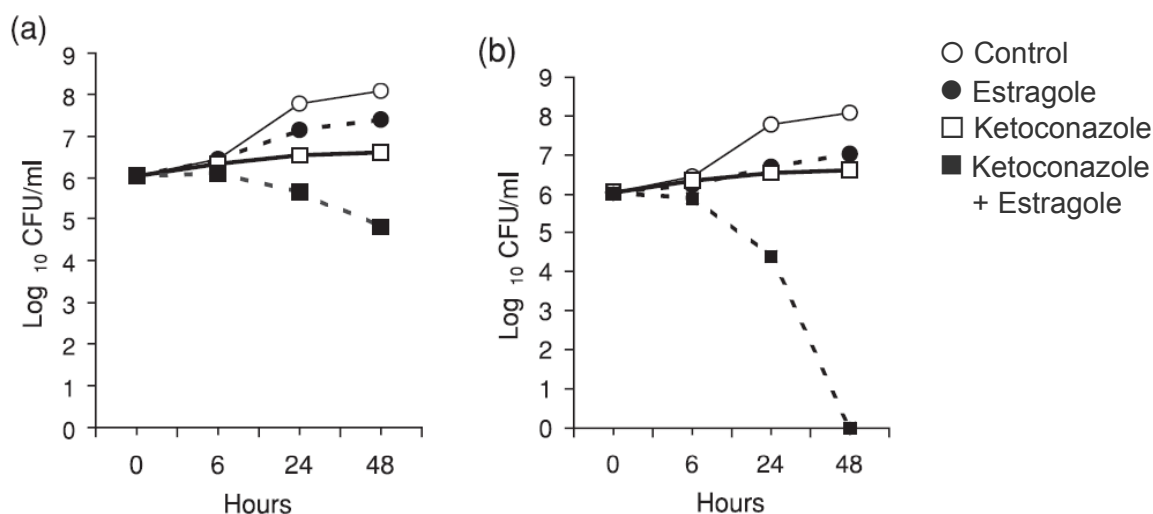 (a)
9
8
7
6
5
4
3
2
1
0
Log 10 CFU/ml
0 6 24 48
Hours
(b)
9
8
7
6
5
4
3
2
1
0
Log 10 CFU/ml
0 6 24 48
Hours
Control
Estragole
Ketoconazole
Ketoconazole
+ Estragole